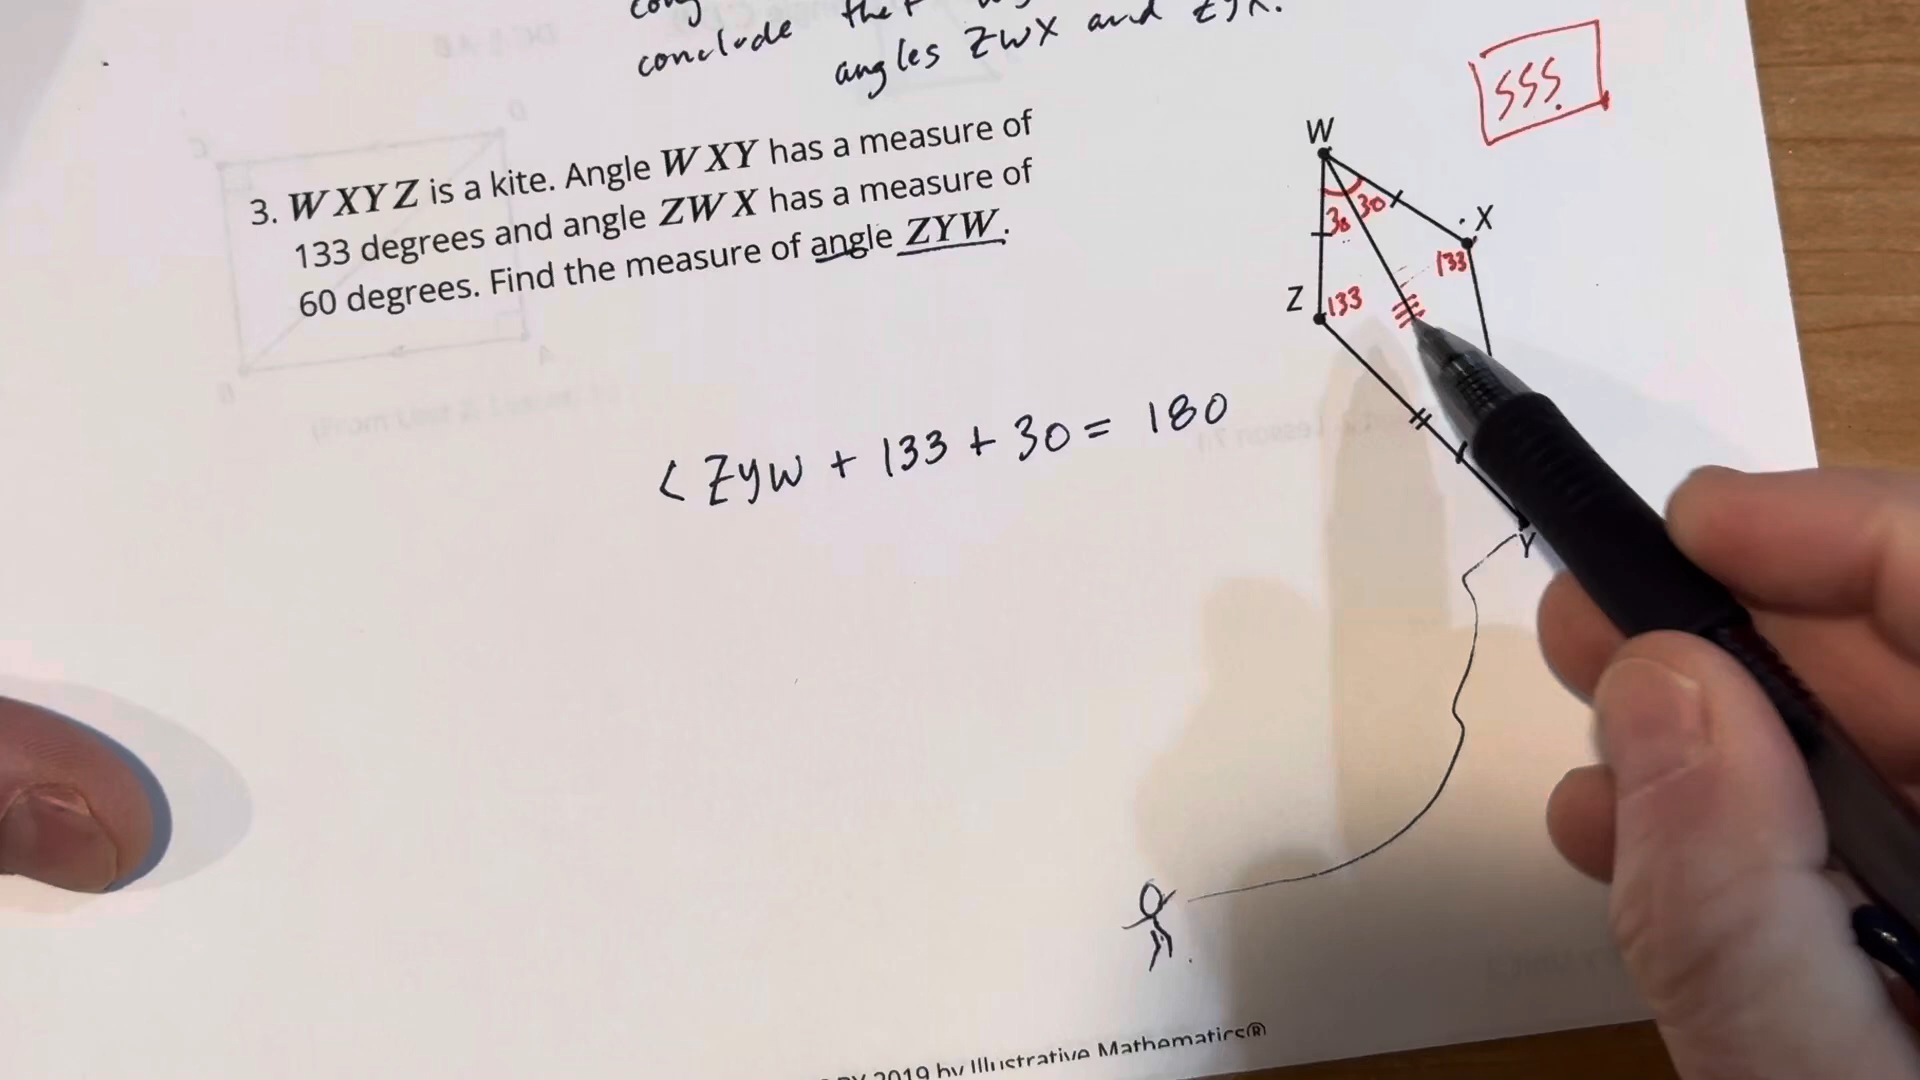 conclude the
angles ZWX and ZYX.
SSS
3. WXYZ is a kite. Angle WXY has a measure of
133 degrees and angle ZWX has a measure of
60 degrees. Find the measure of angle ZYW.
W
30 30
X
133
Z 133
Y
< ZYW + 133 + 30 = 180
2019 by Illustrative Mathematics®